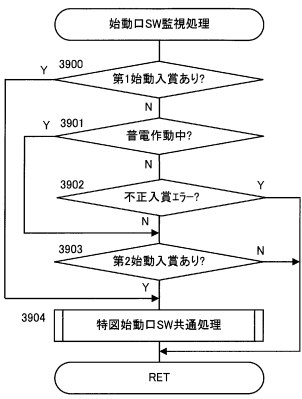 始動口SW監視処理
3900
Y
第1始動入賞あり?
N
3901
Y
普電作動中?
N
3902
Y
不正入賞エラー?
N
3903
N
第2始動入賞あり?
Y
3904
特図始動口SW共通処理
RET